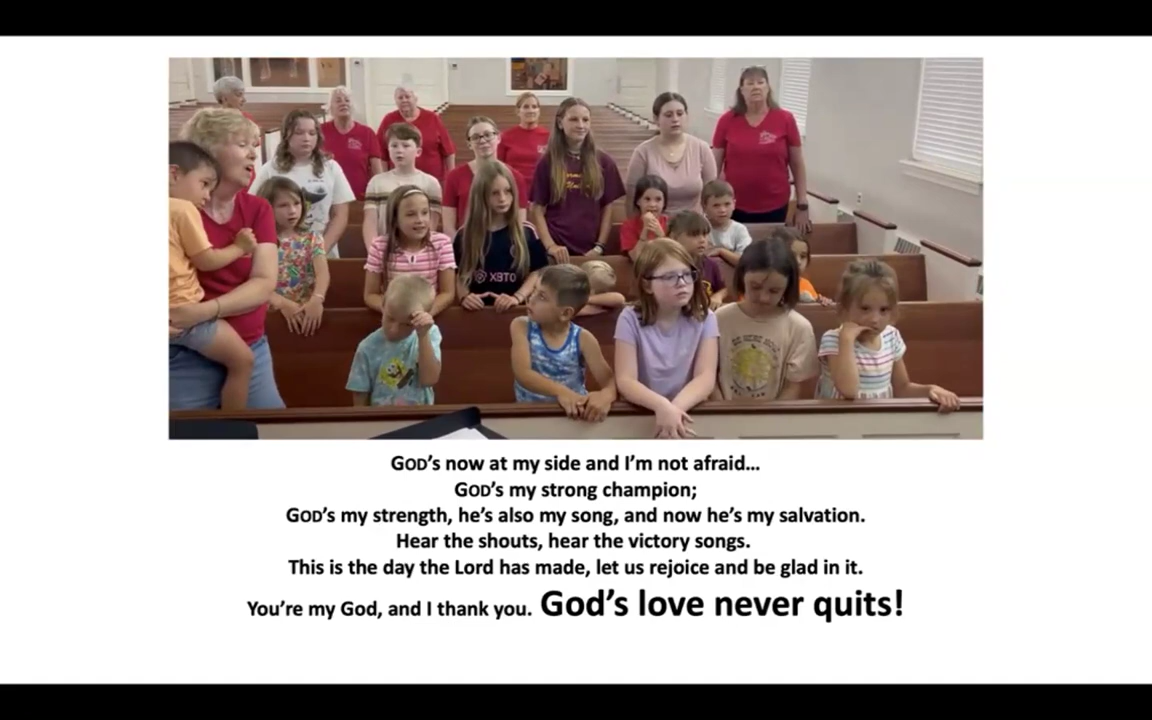 XBTO
GOD's now at my side and I'm not afraid…
GOD's my strong champion;
GOD's my strength, he's also my song, and now he's my salvation.
Hear the shouts, hear the victory songs.
This is the day the Lord has made, let us rejoice and be glad in it.
You're my God, and I thank you. God's love never quits!